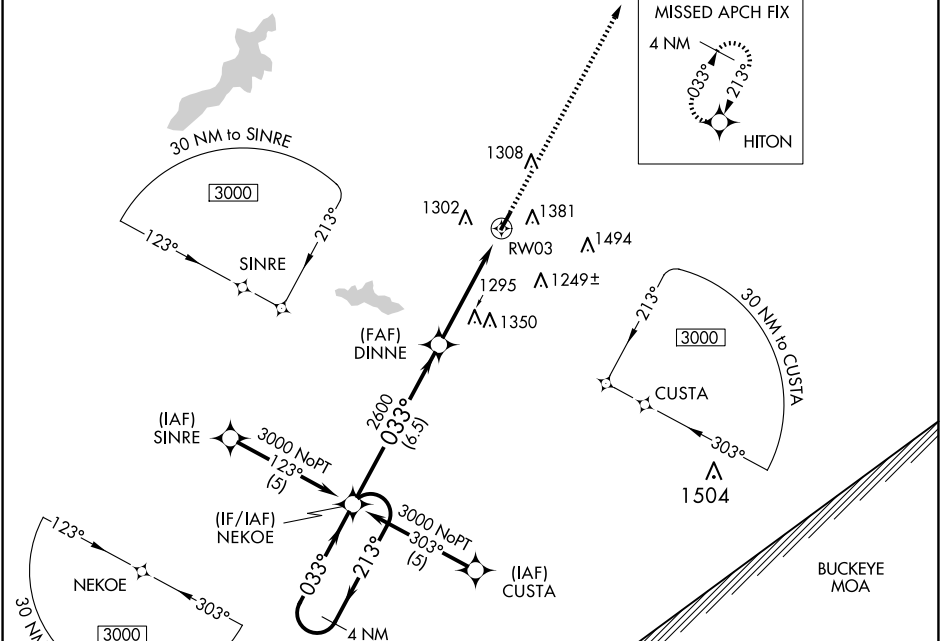 MISSED APCH FIX
4 NM
033°
213°
HITON
30 NM to SINRE
3000
123°
213°
SINRE
1308
1302
1381
RW03
1494
1249±
1295
1350
(FAF)
DINNE
213°
30 NM to CUSTA
3000
CUSTA
303°
1504
2600
033°
(6.5)
(IAF)
SINRE
3000 NoPT
123°
(5)
(IF/IAF)
NEKOE
3000 NoPT
303°
(5)
(IAF)
CUSTA
033°
213°
4 NM
123°
NEKOE
303°
30 NM
3000
BUCKEYE
MOA